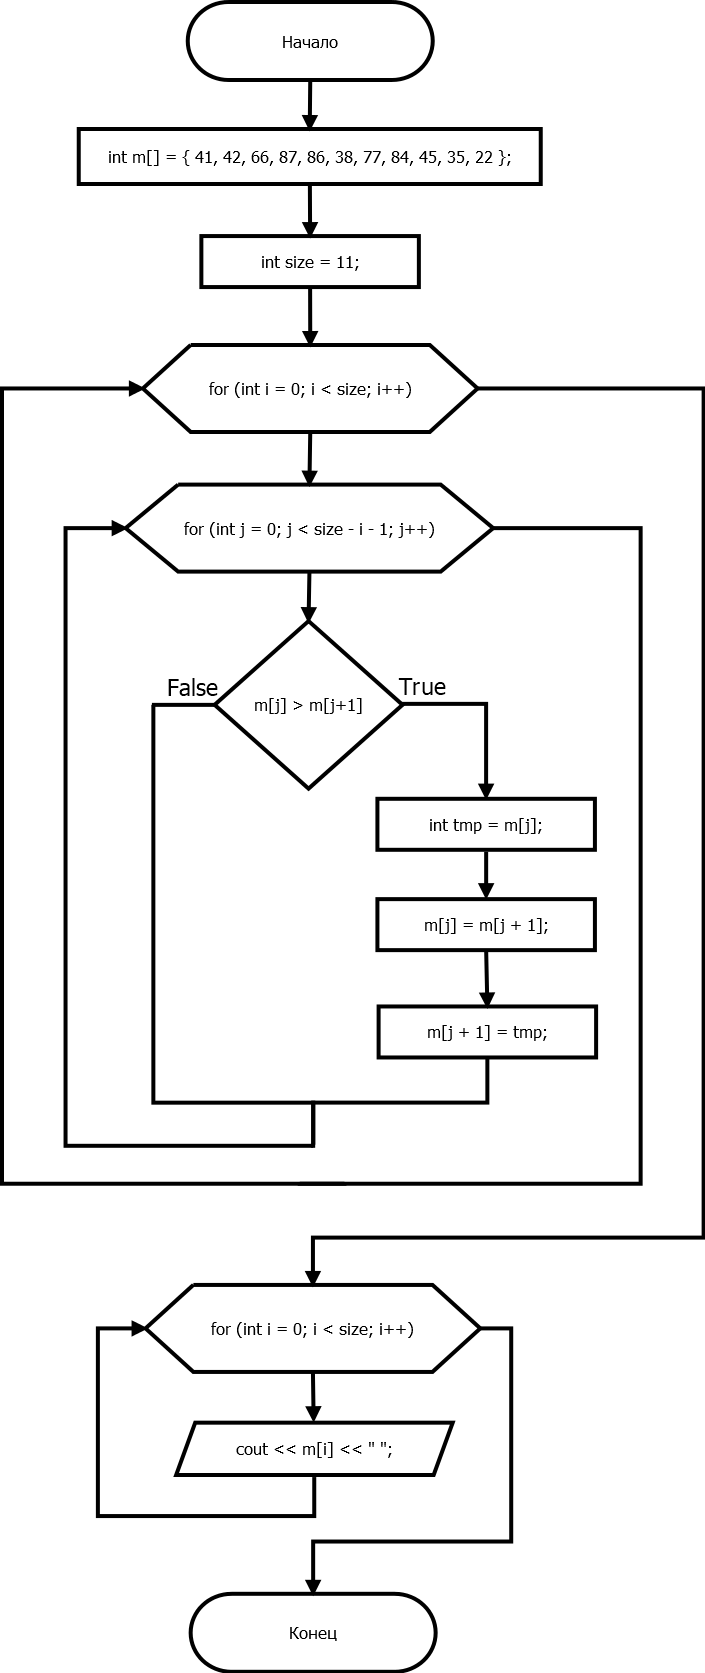 Начало
int m[] = { 41, 42, 66, 87, 86, 38, 77, 84, 45, 35, 22 };
int size = 11;
for (int i = 0; i < size; i++)
for (int j = 0; j < size - i - 1; j++)
False
True
m[j] > m[j+1]
int tmp = m[j];
m[j] = m[j + 1];
m[j + 1] = tmp;
for (int i = 0; i < size; i++)
cout << m[i] << " ";
Конец